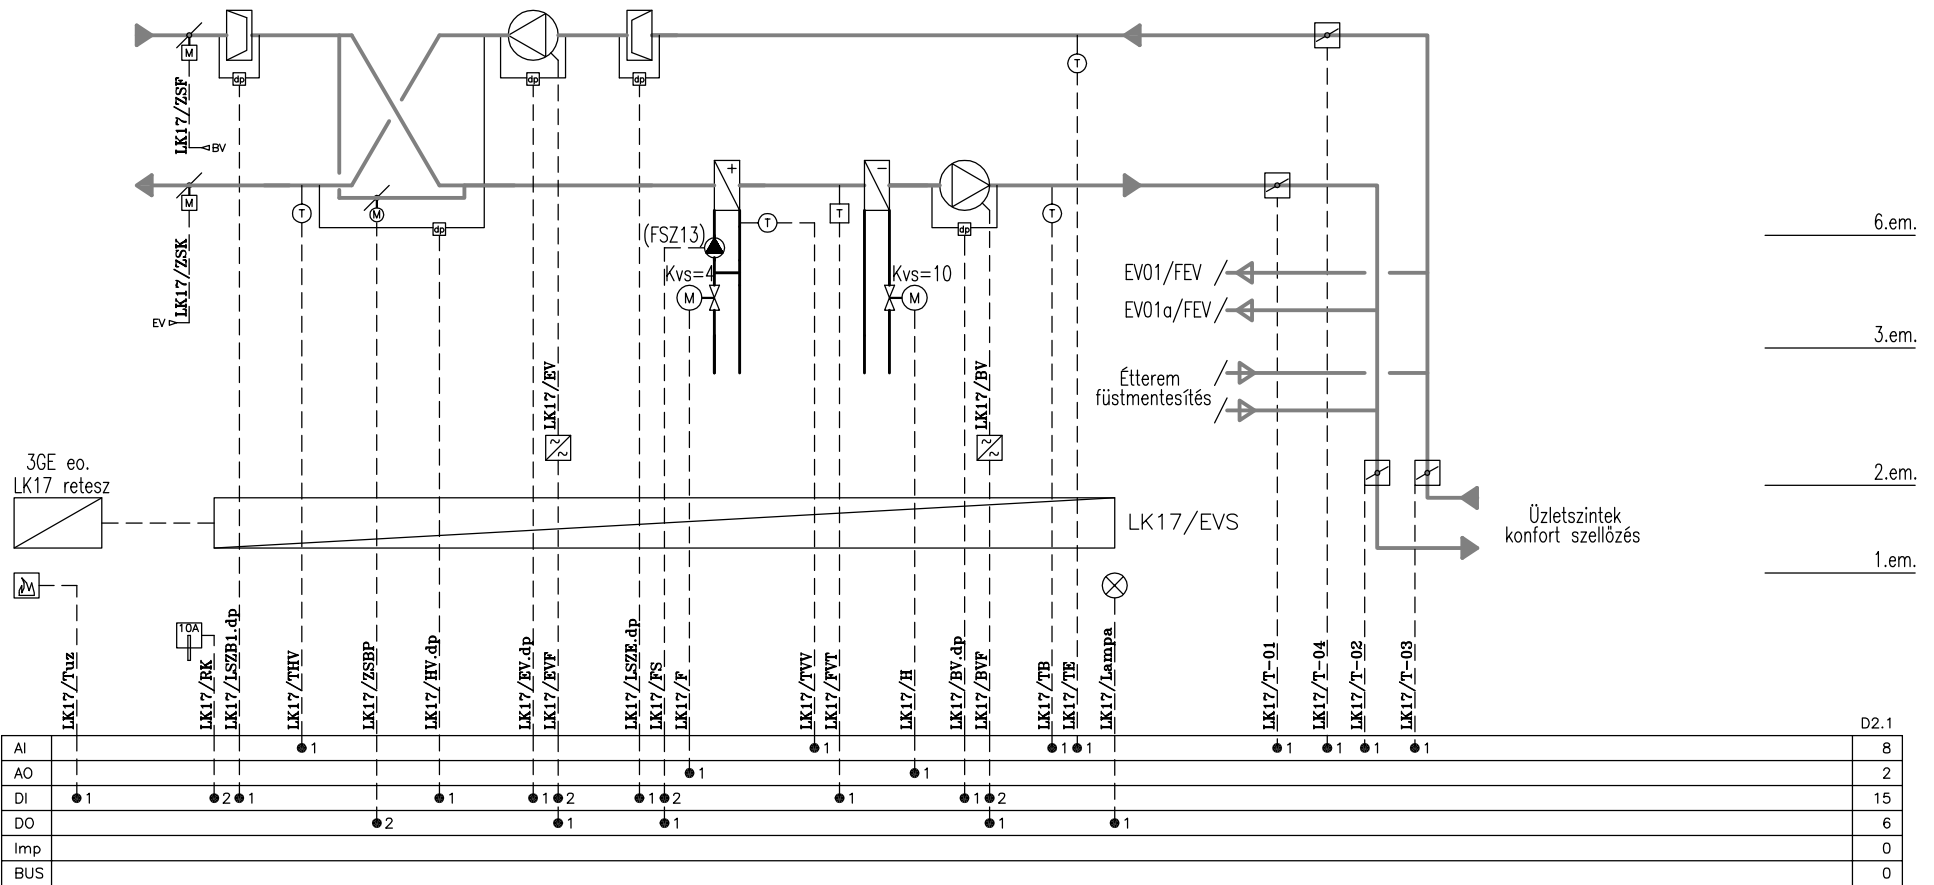 M
dp
dp
dp
T
LK17/ZSF
BV
M
T
M
dp
+
T
T
−
dp
T
LK17/ZSK
EV
(FSZ13)
Kvs=4
M
Kvs=10
M
6.em.
EV01/FEV
EV01a/FEV
3.em.
Étterem
füstmentesítés
LK17/EV
LK17/BV
~
~
~
~
3GE eo.
LK17 retesz
2.em.
LK17/EVS
Üzletszintek
konfort szellőzés
1.em.
10A
LK17/Tuz
LK17/RK
LK17/LSZB1.dp
LK17/THV
LK17/ZSBP
LK17/HV.dp
LK17/EV.dp
LK17/EVF
LK17/LSZE.dp
LK17/FS
LK17/F
LK17/TVV
LK17/FVT
LK17/H
LK17/BV.dp
LK17/BVF
LK17/TB
LK17/TE
LK17/Lampa
LK17/T-01
LK17/T-04
LK17/T-02
LK17/T-03
D2.1
AI 1 1 1 1 1 1 1 1 8
AO 1 1 2
DI 1 2 1 1 1 2 1 2 1 1 2 15
DO 2 1 1 1 1 6
Imp 0
BUS 0